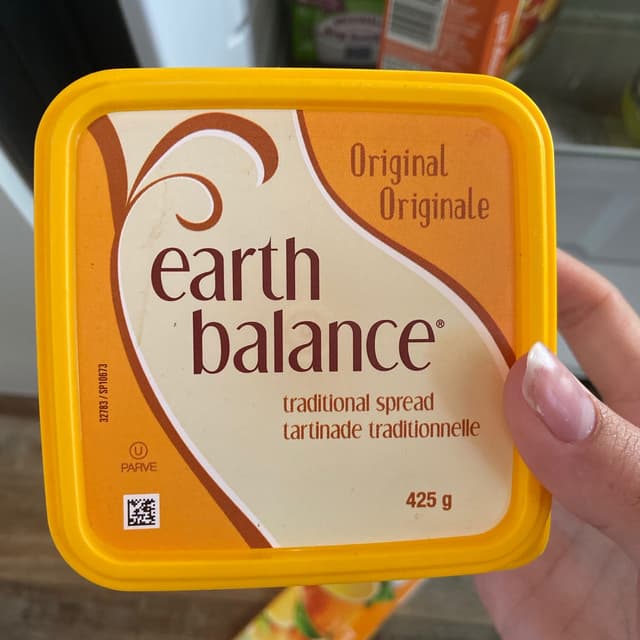 Original
Originale
earth
balance®
traditional spread
tartinade traditionnelle
425 g
32783 / SP10673
U
PARVE